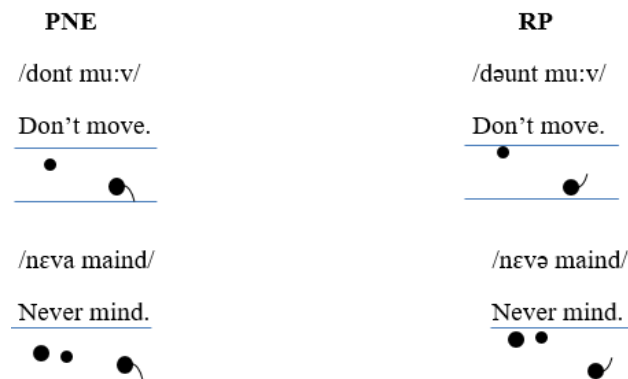 PNE RP
/dont mu:v/ /dəunt mu:v/
Don't move. Don't move.
/nɛva maind/ /nɛvə maind/
Never mind. Never mind.